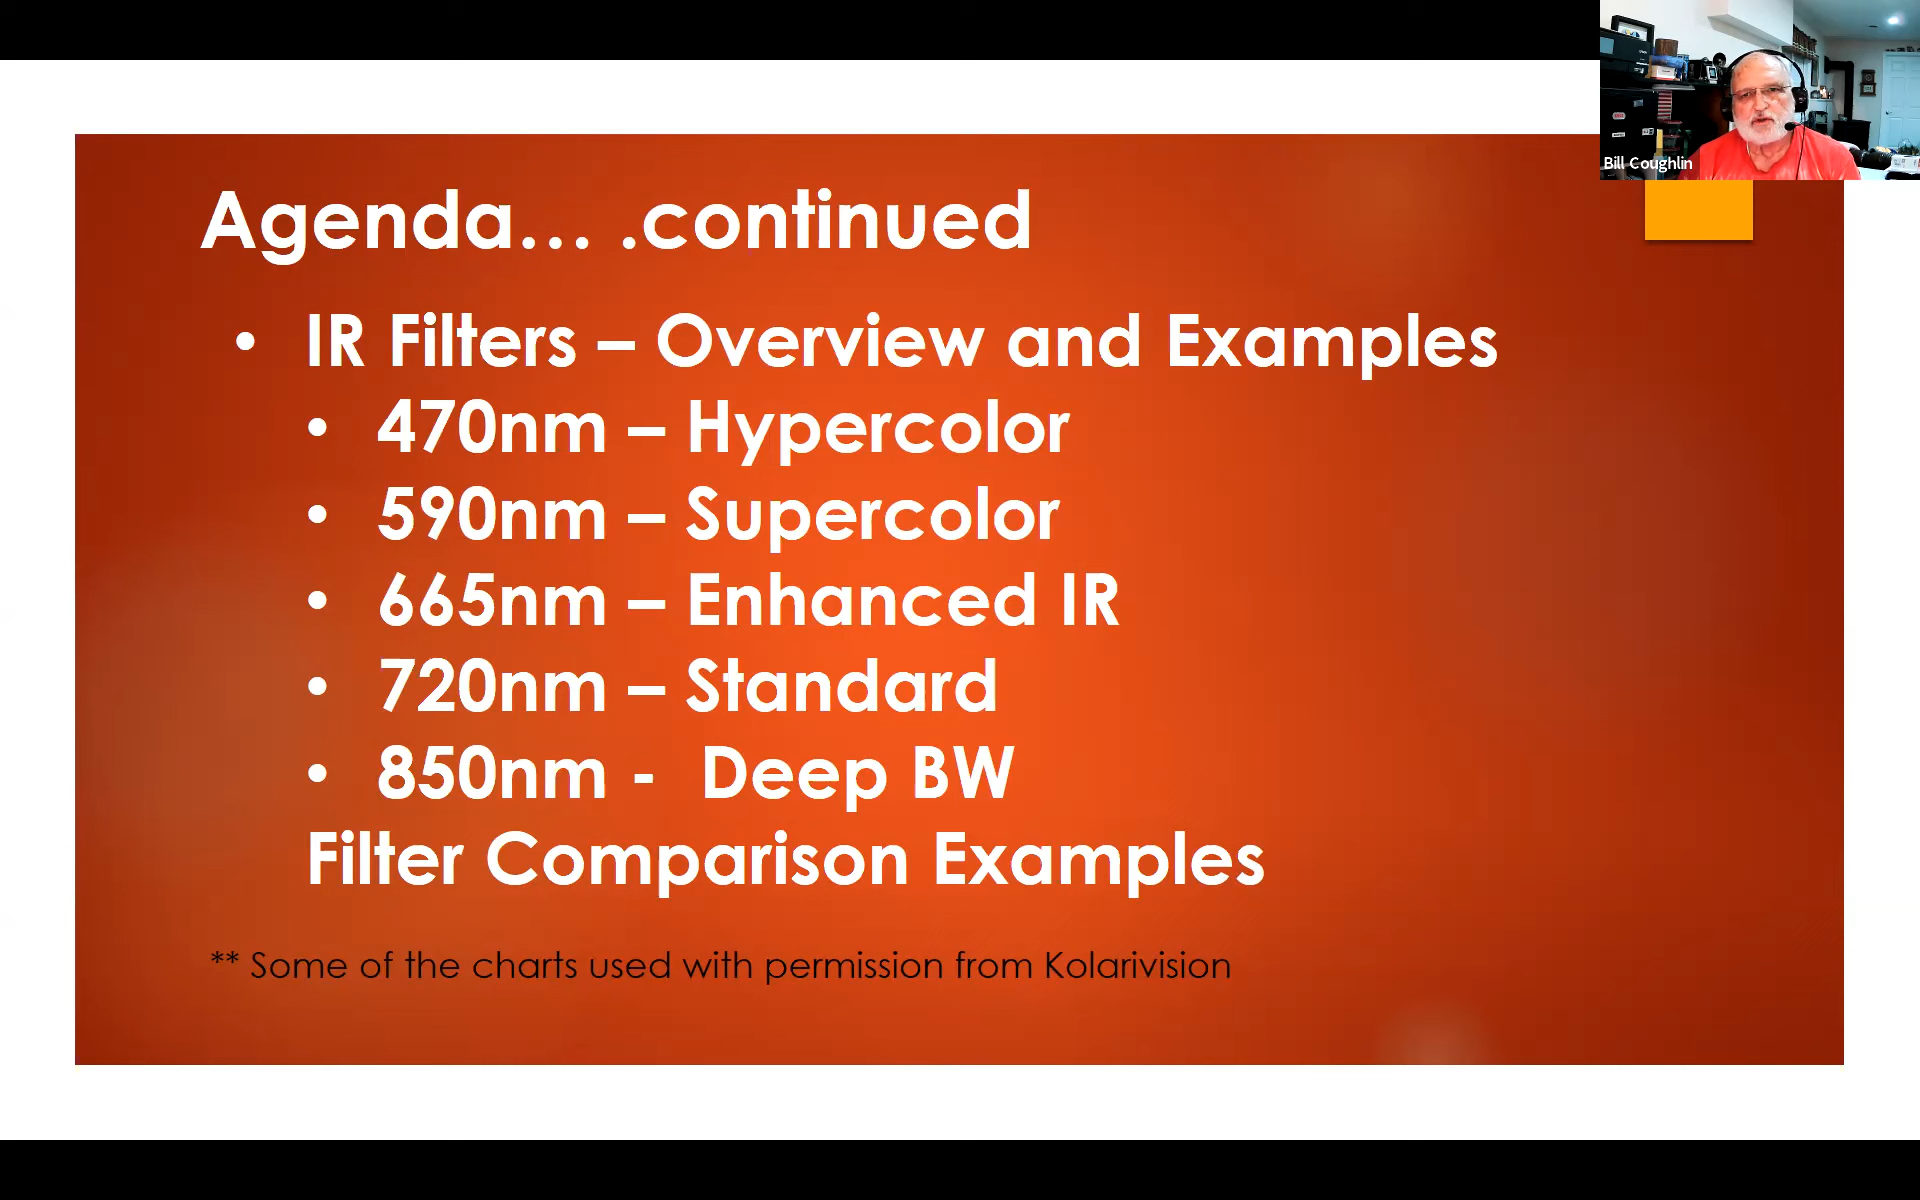 Bill Coughlin
Agenda... .continued
• IR Filters – Overview and Examples
• 470nm – Hypercolor
• 590nm – Supercolor
• 665nm – Enhanced IR
• 720nm – Standard
• 850nm - Deep BW
Filter Comparison Examples
** Some of the charts used with permission from Kolarivision